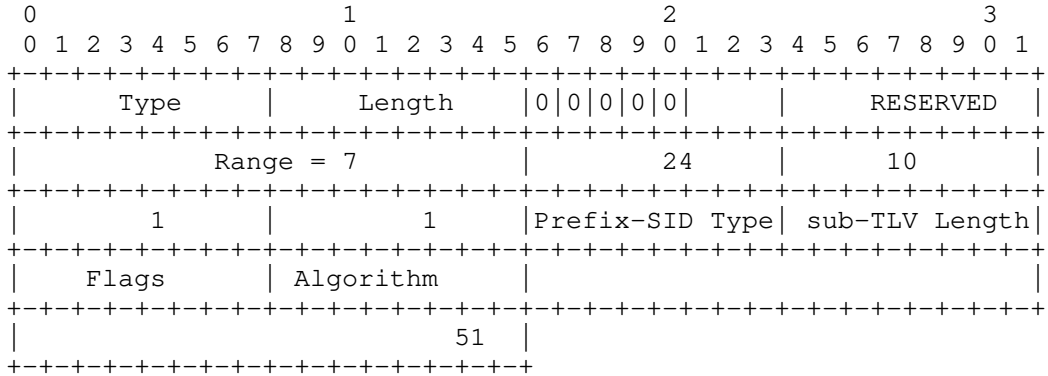 0                   1                   2                   3
 0 1 2 3 4 5 6 7 8 9 0 1 2 3 4 5 6 7 8 9 0 1 2 3 4 5 6 7 8 9 0 1
+-+-+-+-+-+-+-+-+-+-+-+-+-+-+-+-+-+-+-+-+-+-+-+-+-+-+-+-+-+-+-+-+
|      Type     |     Length    |0|0|0|0|0|     |     RESERVED  |
+-+-+-+-+-+-+-+-+-+-+-+-+-+-+-+-+-+-+-+-+-+-+-+-+-+-+-+-+-+-+-+-+
|            Range = 7          |        24     |      10       |
+-+-+-+-+-+-+-+-+-+-+-+-+-+-+-+-+-+-+-+-+-+-+-+-+-+-+-+-+-+-+-+-+
|        1      |         1     |Prefix-SID Type| sub-TLV Length|
+-+-+-+-+-+-+-+-+-+-+-+-+-+-+-+-+-+-+-+-+-+-+-+-+-+-+-+-+-+-+-+-+
|    Flags      | Algorithm     |                               |
+-+-+-+-+-+-+-+-+-+-+-+-+-+-+-+-+-+-+-+-+-+-+-+-+-+-+-+-+-+-+-+-+
|                           51  |
+-+-+-+-+-+-+-+-+-+-+-+-+-+-+-+-+